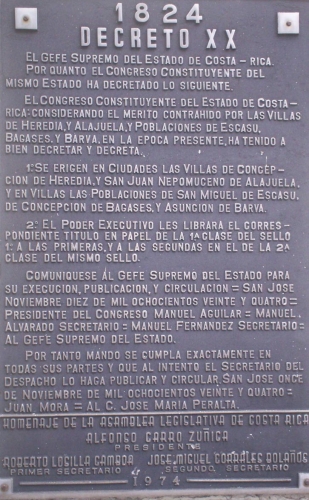 1824
DECRETO XX
EL GEFE SUPREMO DEL ESTADO DE COSTA - RICA.
POR QUANTO EL CONGRESO CONSTITUYENTE DEL
MISMO ESTADO HA DECRETADO LO SIGUIENTE.
EL CONGRESO CONSTITUYENTE DEL ESTADO DE COSTA-
RICA: CONSIDERANDO EL MERITO CONTRAHIDO POR LAS VILLAS
DE HEREDIA, Y ALAJUELA, Y POBLACIONES DE ESCASU,
BAGASES, Y BARVA, EN LA EPOCA PRESENTE, HA TENIDO A
BIEN DECRETAR Y DECRETA.
1º SE ERIGEN EN CIUDADES LAS VILLAS DE CONCEP-
CION DE HEREDIA, Y SAN JUAN NEPOMUCENO DE ALAJUELA,
Y EN VILLAS LAS POBLACIONES DE SAN MIGUEL DE ESCASU,
DE CONCEPCION DE BAGASES, Y ASUNCION DE BARVA.
2º EL PODER EXECUTIVO LES LIBRARA EL CORRES-
PONDIENTE TITULO EN PAPEL DE LA 1ª CLASE DEL SELLO
1º A LAS PRIMERAS, Y A LAS SEGUNDAS EN EL DE LA 2ª
CLASE DEL MISMO SELLO.
COMUNIQUESE AL GEFE SUPREMO DEL ESTADO PARA
SU EXECUCION, PUBLICACION, Y CIRCULACION = SAN JOSE
NOVIEMBRE DIEZ DE MIL OCHOCIENTOS VEINTE Y QUATRO =
PRESIDENTE DEL CONGRESO MANUEL AGUILAR = MANUEL
ALVARADO SECRETARIO = MANUEL FERNANDEZ SECRETARIO =
AL GEFE SUPREMO DEL ESTADO.
POR TANTO MANDO SE CUMPLA EXACTAMENTE EN
TODAS SUS PARTES Y QUE AL INTENTO EL SECRETARIO DEL
DESPACHO LO HAGA PUBLICAR Y CIRCULAR. SAN JOSE ONCE
DE NOVIEMBRE DE MIL OCHOCIENTOS VEINTE Y QUATRO =
JUAN MORA = AL C. JOSE MARIA PERALTA.
HOMENAJE DE LA ASAMBLEA LEGISLATIVA DE COSTA RICA
ALFONSO CARRO ZUÑIGA
PRESIDENTE
ROBERTO LOSILLA GAMBOA JOSE MIGUEL CORRALES BOLAÑOS
PRIMER SECRETARIO SEGUNDO SECRETARIO
1974